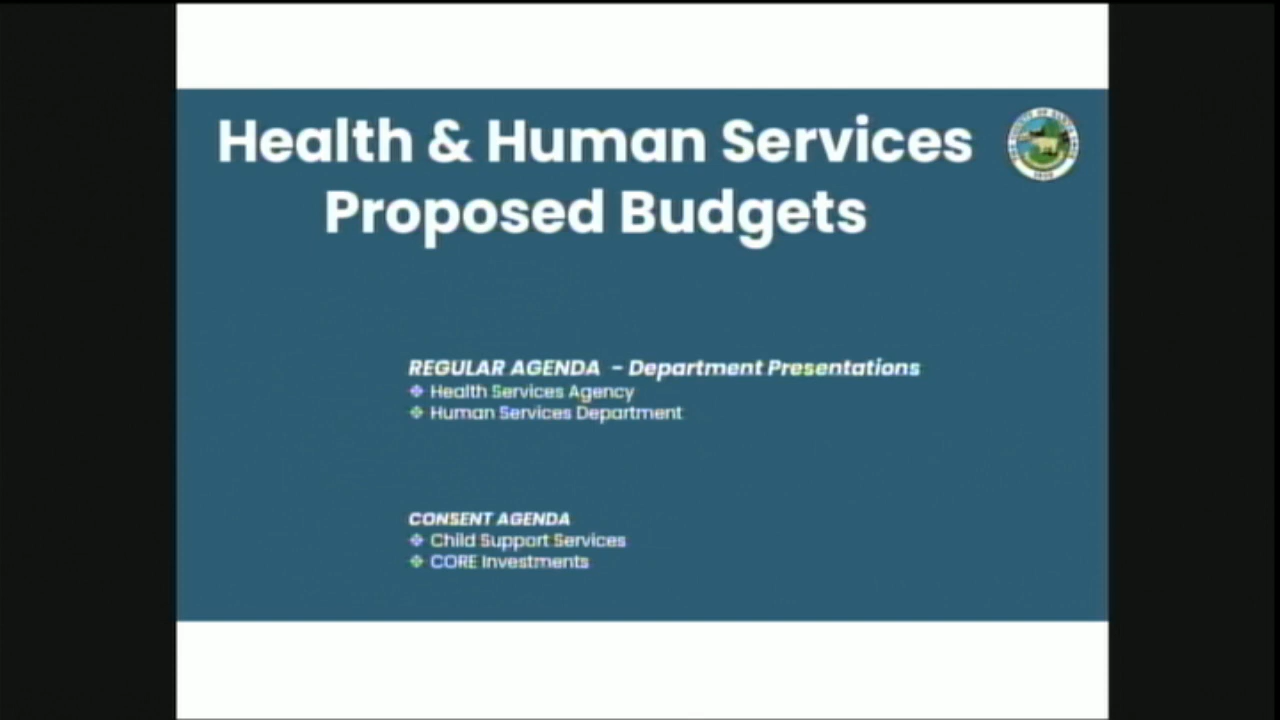 Health & Human Services
Proposed Budgets
REGULAR AGENDA – Department Presentations
❖ Health Services Agency
❖ Human Services Department
CONSENT AGENDA
❖ Child Support Services
❖ CORE Investments